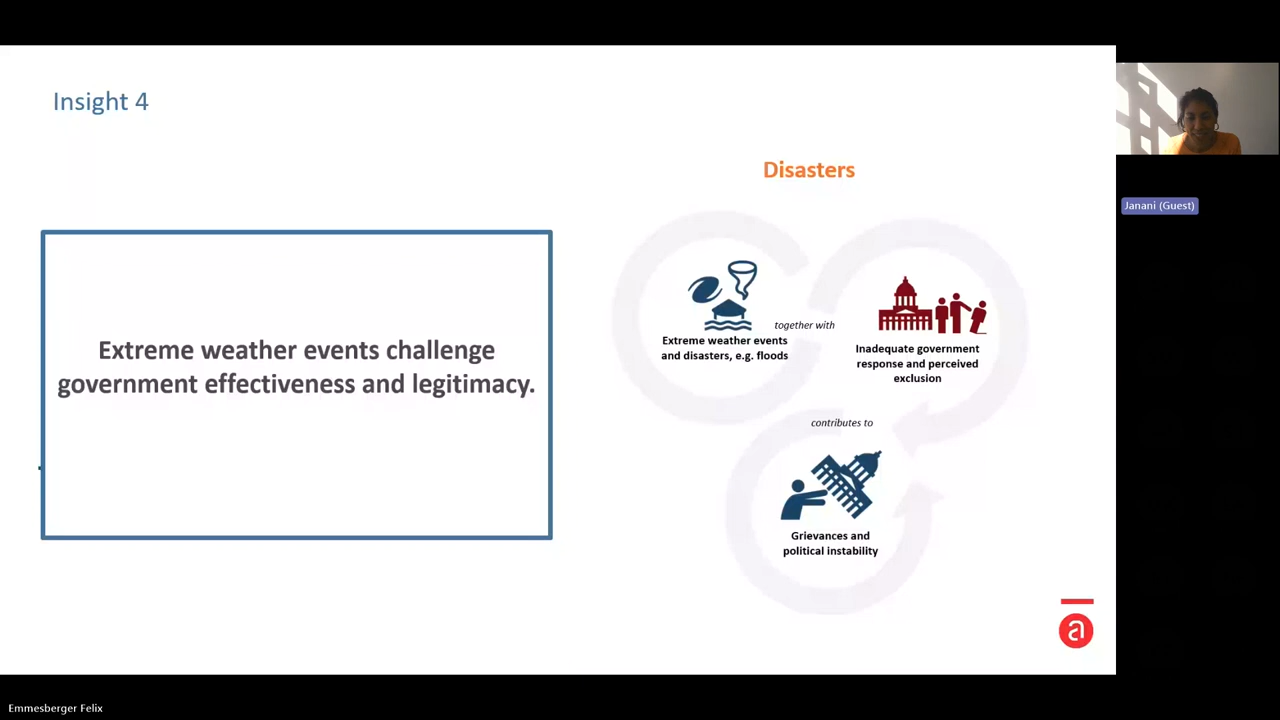 Insight 4
Disasters
Extreme weather events challenge
government effectiveness and legitimacy.
together with
Extreme weather events
and disasters, e.g. floods
Inadequate government
response and perceived
exclusion
contributes to
Grievances and
political instability
a
Janani (Guest)
Emmesberger Felix